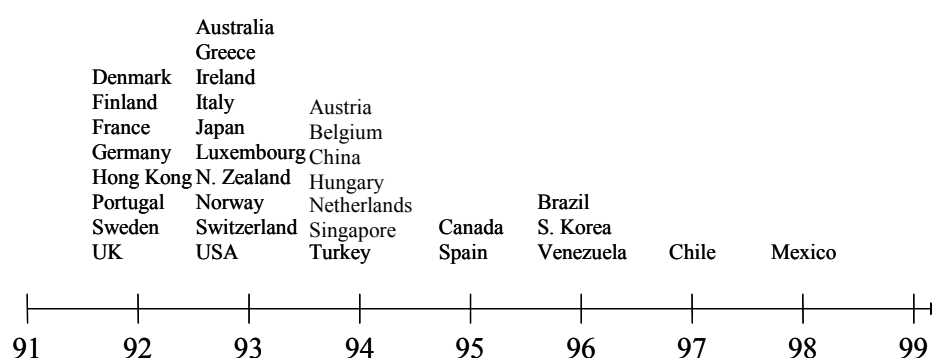 Australia
Greece
Denmark Ireland
Finland Italy Austria
France Japan Belgium
Germany Luxembourg China
Hong Kong N. Zealand Hungary
Portugal Norway Netherlands Brazil
Sweden Switzerland Singapore Canada S. Korea
UK USA Turkey Spain Venezuela Chile Mexico
91 92 93 94 95 96 97 98 99